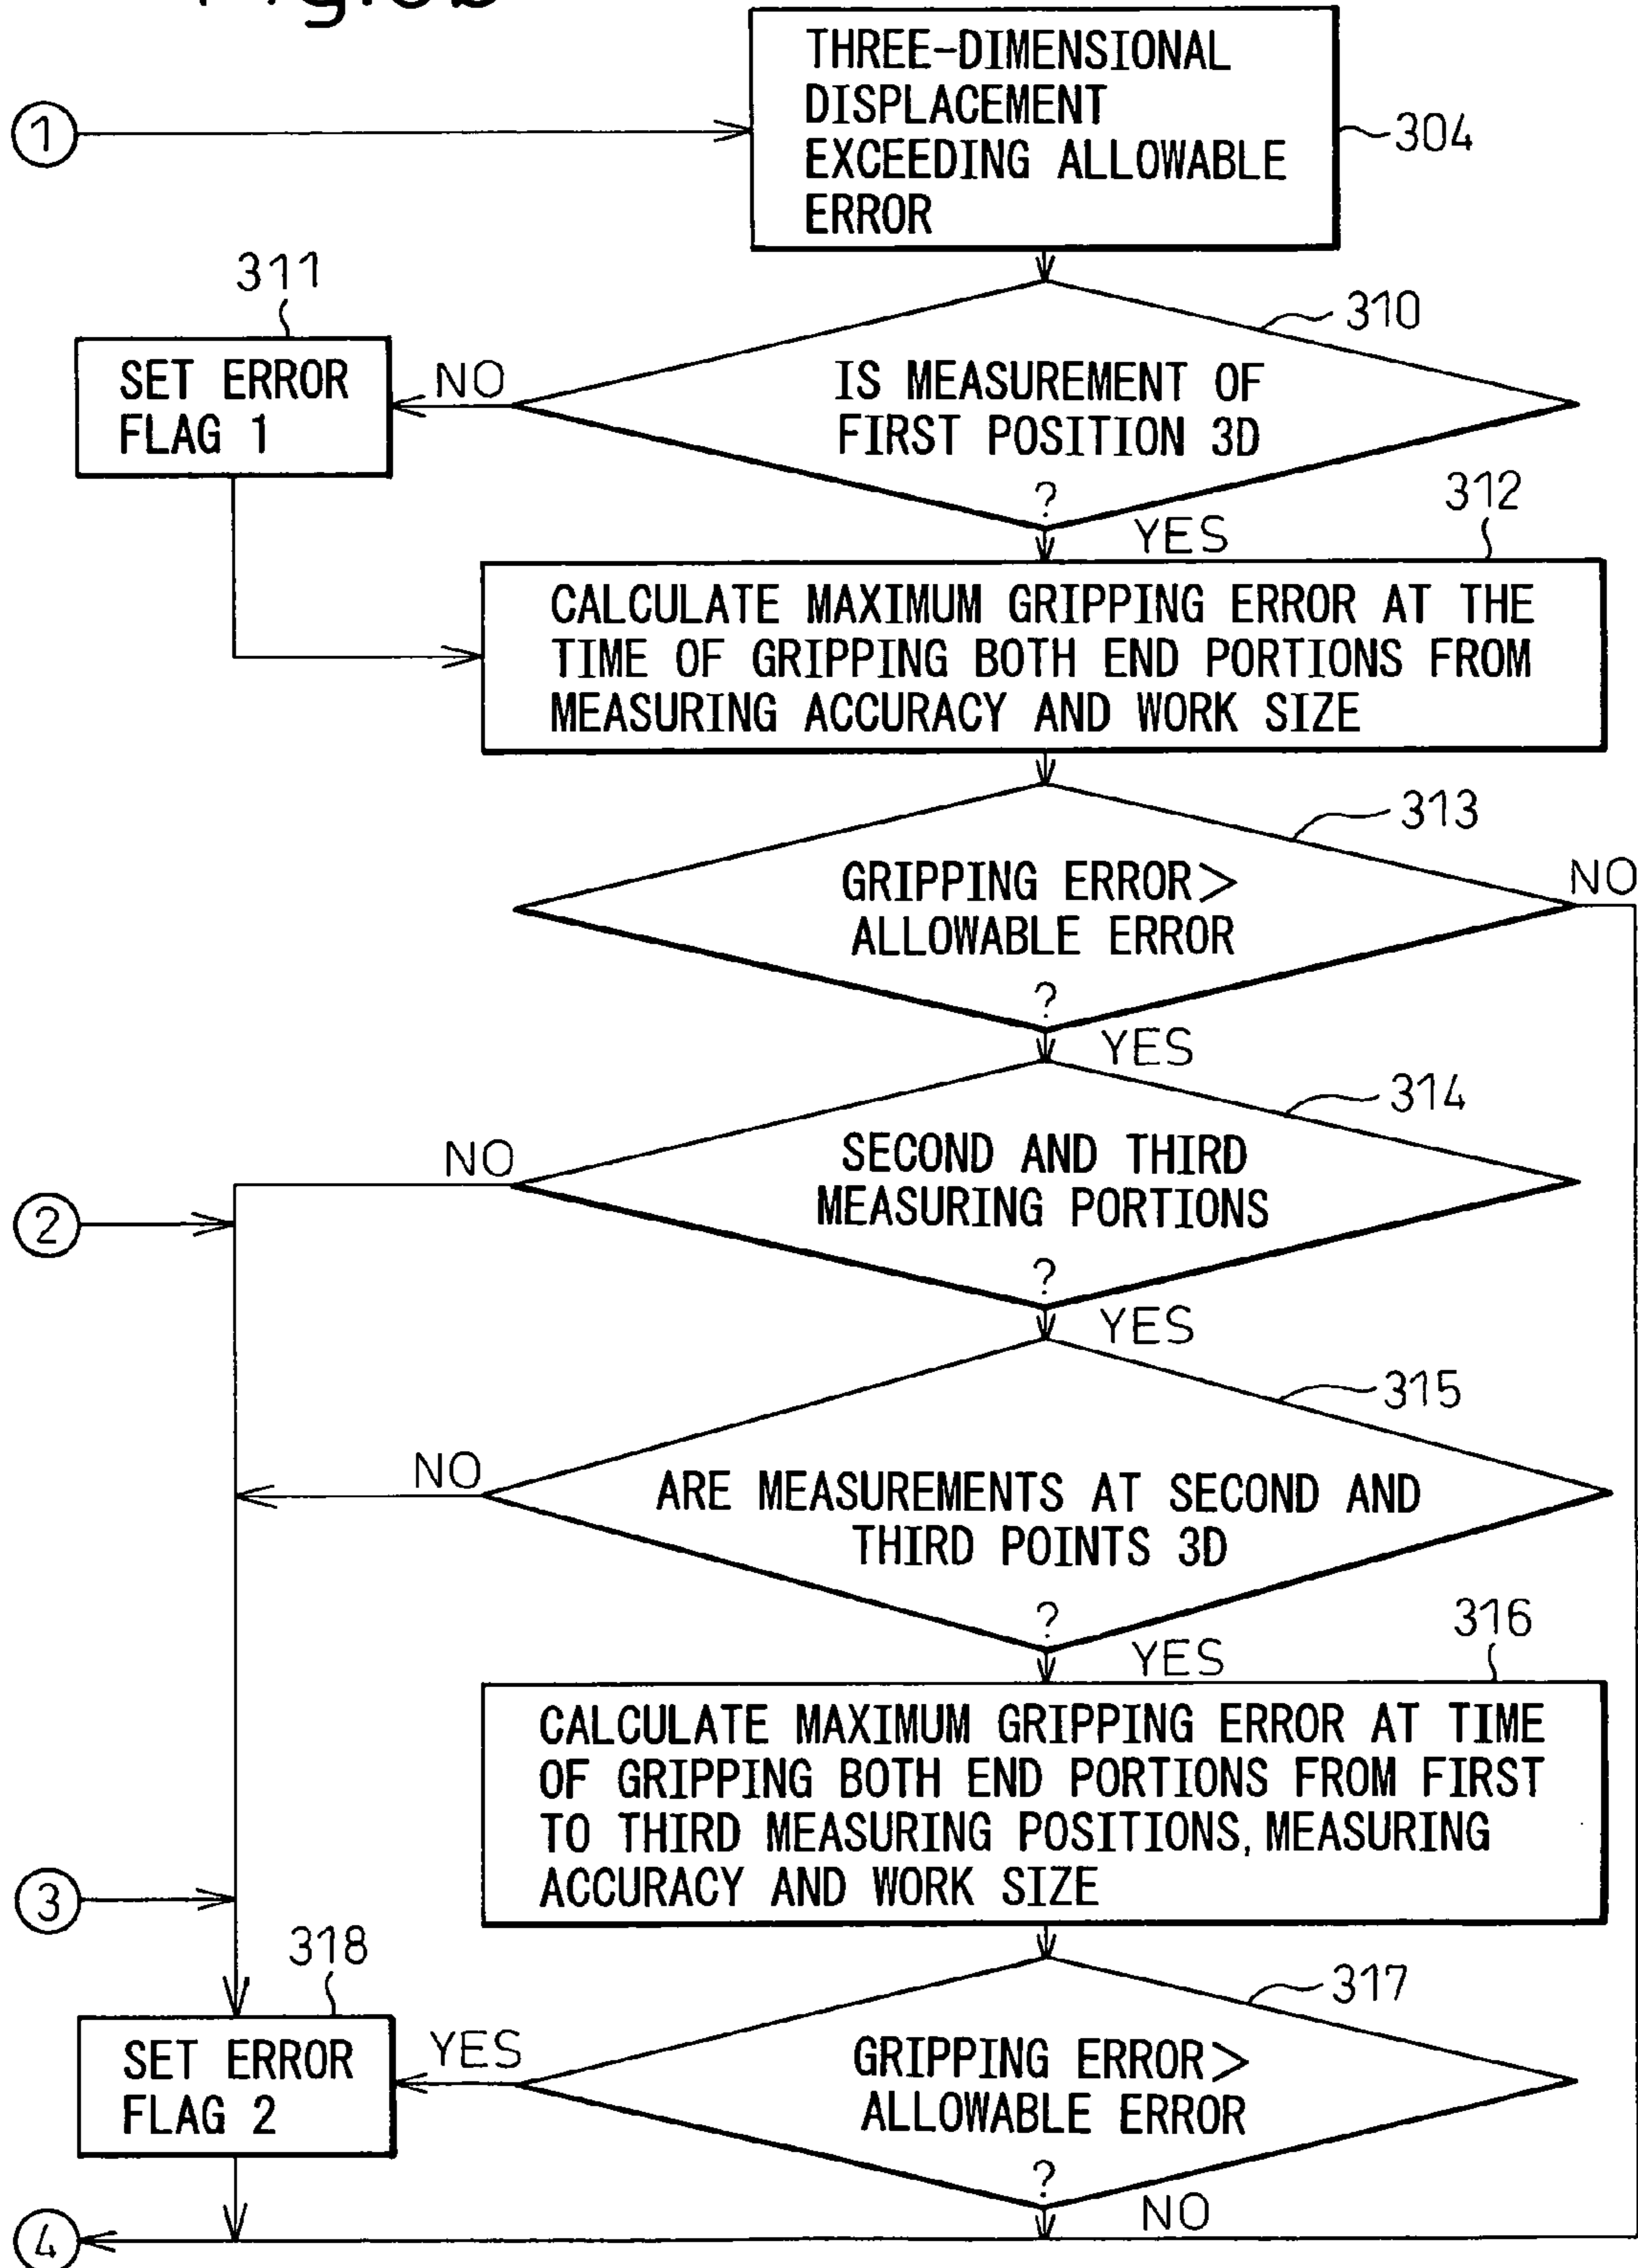 THREE-DIMENSIONAL
DISPLACEMENT
EXCEEDING ALLOWABLE
ERROR
304
1
311
310
SET ERROR
FLAG 1
NO
IS MEASUREMENT OF
FIRST POSITION 3D
?
YES
312
CALCULATE MAXIMUM GRIPPING ERROR AT THE
TIME OF GRIPPING BOTH END PORTIONS FROM
MEASURING ACCURACY AND WORK SIZE
313
GRIPPING ERROR>
ALLOWABLE ERROR
?
NO
YES
314
NO
SECOND AND THIRD
MEASURING PORTIONS
?
2
YES
315
NO
ARE MEASUREMENTS AT SECOND AND
THIRD POINTS 3D
?
YES
316
CALCULATE MAXIMUM GRIPPING ERROR AT TIME
OF GRIPPING BOTH END PORTIONS FROM FIRST
TO THIRD MEASURING POSITIONS, MEASURING
ACCURACY AND WORK SIZE
3
318
317
SET ERROR
FLAG 2
YES
GRIPPING ERROR>
ALLOWABLE ERROR
?
NO
4